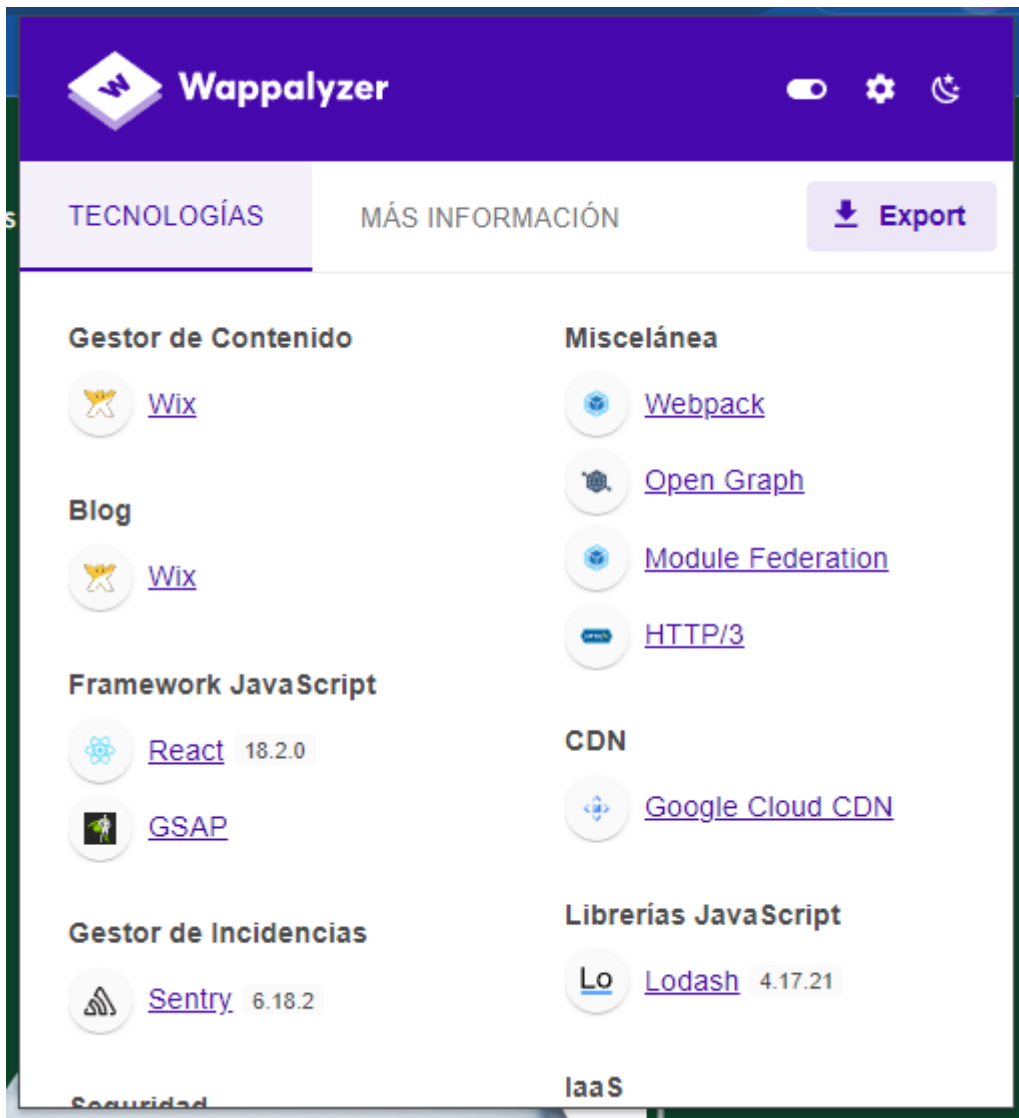 Wappalyzer
TECNOLOGÍAS
MÁS INFORMACIÓN
Export
Gestor de Contenido
Wix
Blog
Wix
Framework JavaScript
React 18.2.0
GSAP
Gestor de Incidencias
Sentry 6.18.2
Seguridad
Miscelánea
Webpack
Open Graph
Module Federation
HTTP/3
CDN
Google Cloud CDN
Librerías JavaScript
Lo Lodash 4.17.21
IaaS